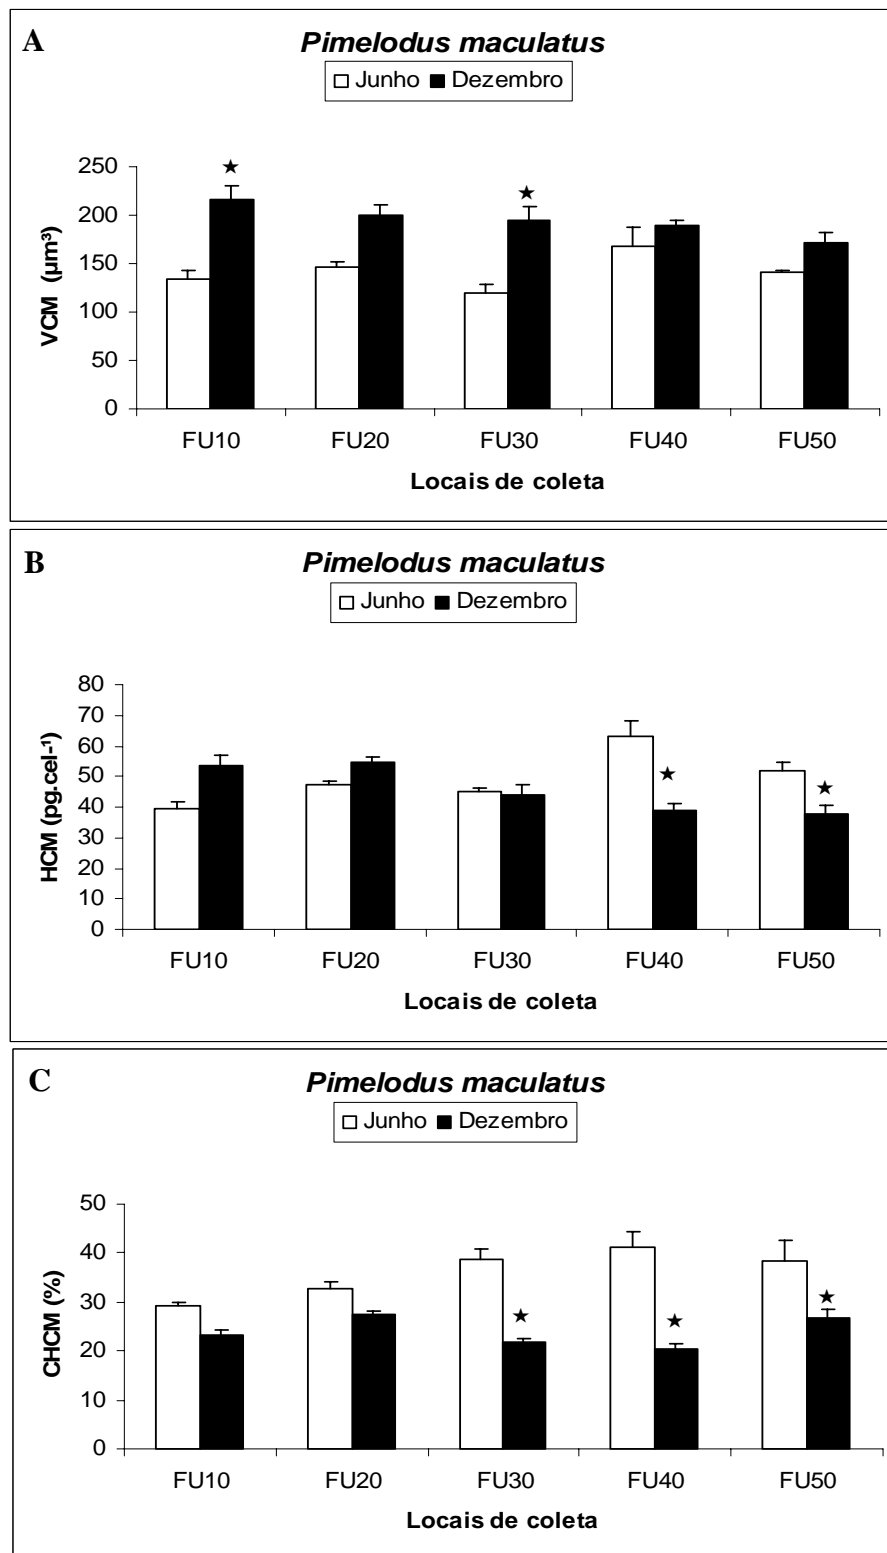 A
Pimelodus maculatus
Junho Dezembro
VCM (µm³)
250
200
150
100
50
0
FU10 FU20 FU30 FU40 FU50
Locais de coleta
B
Pimelodus maculatus
Junho Dezembro
HCM (pg.cel-¹)
80
70
60
50
40
30
20
10
0
FU10 FU20 FU30 FU40 FU50
Locais de coleta
C
Pimelodus maculatus
Junho Dezembro
CHCM (%)
50
40
30
20
10
0
FU10 FU20 FU30 FU40 FU50
Locais de coleta